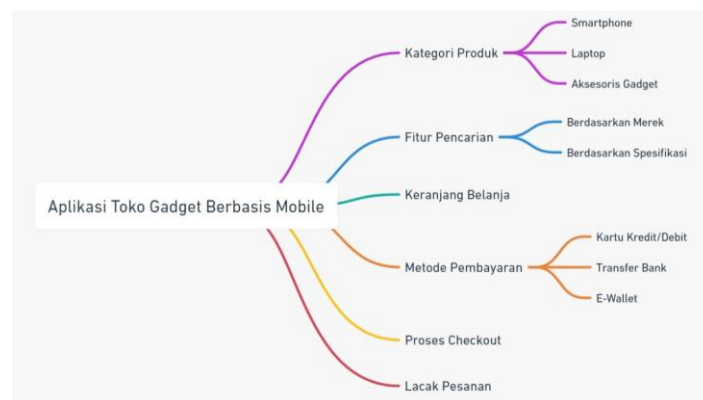 Aplikasi Toko Gadget Berbasis Mobile
Kategori Produk
Smartphone
Laptop
Aksesoris Gadget
Fitur Pencarian
Berdasarkan Merek
Berdasarkan Spesifikasi
Keranjang Belanja
Metode Pembayaran
Kartu Kredit/Debit
Transfer Bank
E-Wallet
Proses Checkout
Lacak Pesanan